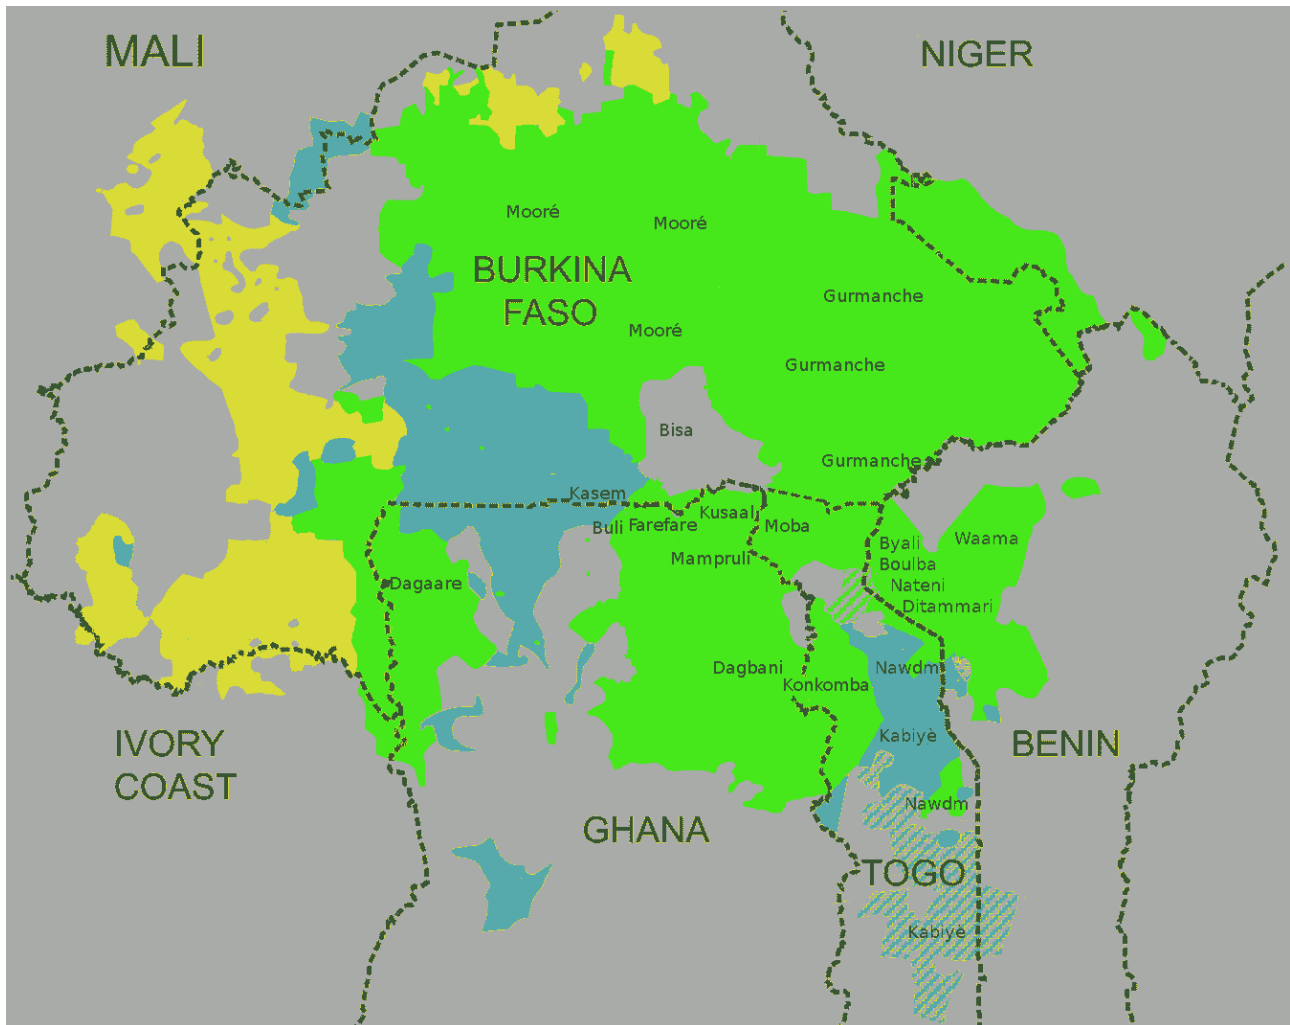 MALI
NIGER
Mooré
Mooré
BURKINA
FASO
Gurmanche
Mooré
Gurmanche
Bisa
Gurmanche
Kasem
Kusaal
Buli
Farefare
Moba
Mampruli
Byali
Waama
Boulba
Dagaare
Nateni
Ditammari
Dagbani
Nawdm
Konkomba
Kabiyè
IVORY
COAST
BENIN
Nawdm
GHANA
TOGO
Kabiyè